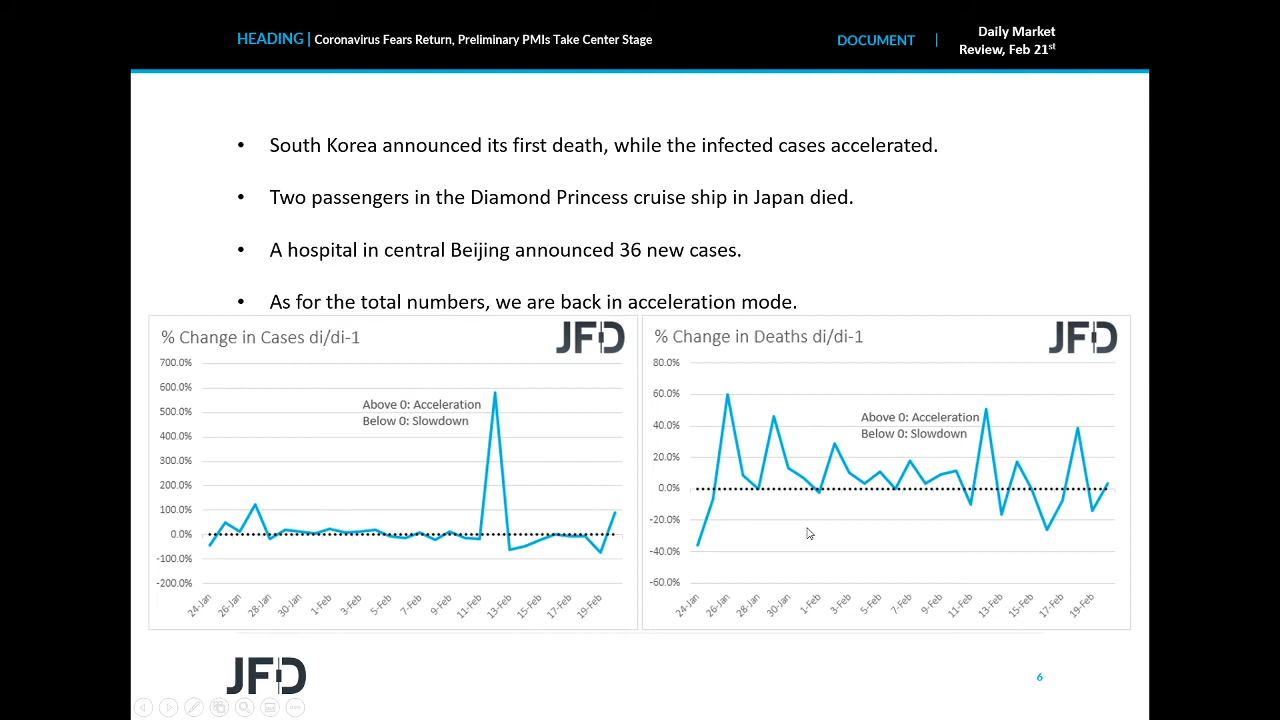 HEADING | Coronavirus Fears Return, Preliminary PMIs Take Center Stage
DOCUMENT |
Daily Market
Review, Feb 21st
• South Korea announced its first death, while the infected cases accelerated.
• Two passengers in the Diamond Princess cruise ship in Japan died.
• A hospital in central Beijing announced 36 new cases.
• As for the total numbers, we are back in acceleration mode.
% Change in Cases di/di-1
JFD
700.0%
600.0%
500.0%
400.0%
300.0%
200.0%
100.0%
0.0%
-100.0%
-200.0%
Above 0: Acceleration
Below 0: Slowdown
24-Jan
26-Jan
28-Jan
30-Jan
1-Feb
3-Feb
5-Feb
7-Feb
9-Feb
11-Feb
13-Feb
15-Feb
17-Feb
19-Feb
% Change in Deaths di/di-1
JFD
80.0%
60.0%
40.0%
20.0%
0.0%
-20.0%
-40.0%
-60.0%
Above 0: Acceleration
Below 0: Slowdown
24-Jan
26-Jan
28-Jan
30-Jan
1-Feb
3-Feb
5-Feb
7-Feb
9-Feb
11-Feb
13-Feb
15-Feb
17-Feb
19-Feb
JFD
6